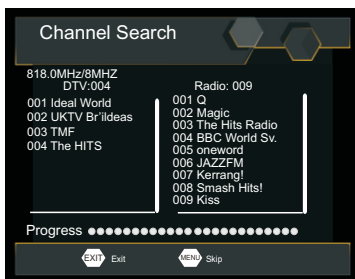 Channel Search
818.0MHz/8MHZ
DTV:004
001 Ideal World
002 UKTV Br'ildeas
003 TMF
004 The HITS
Radio: 009
001 Q
002 Magic
003 The Hits Radio
004 BBC World Sv.
005 oneword
006 JAZZFM
007 Kerrang!
008 Smash Hits!
009 Kiss
Progress
EXIT Exit
MENU Skip